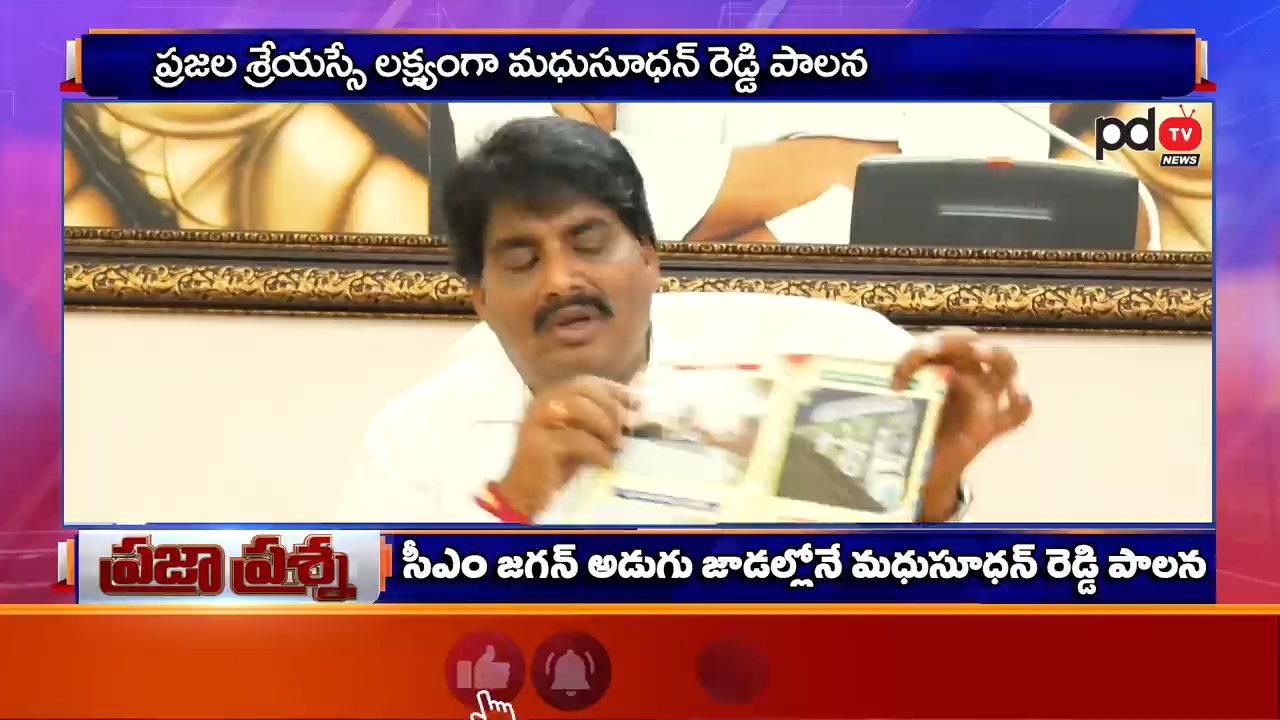 ప్రజల శ్రేయస్సే లక్ష్యంగా మధుసూధన్ రెడ్డి పాలన
pd TV
NEWS
ప్రజా ప్రశ్న
సీఎం జగన్ అడుగు జాడల్లోనే మధుసూధన్ రెడ్డి పాలన